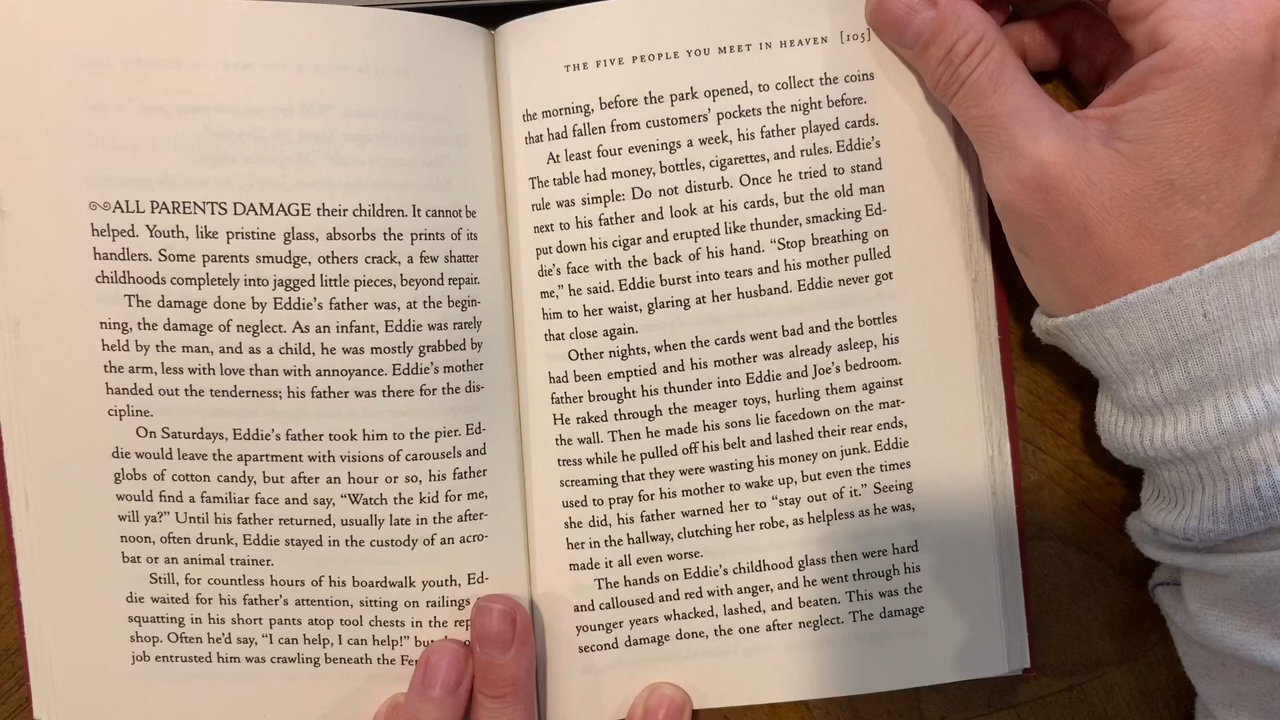 ALL PARENTS DAMAGE their children. It cannot be
helped. Youth, like pristine glass, absorbs the prints of its
handlers. Some parents smudge, others crack, a few shatter
childhoods completely into jagged little pieces, beyond repair.
The damage done by Eddie's father was, at the begin-
ning, the damage of neglect. As an infant, Eddie was rarely
held by the man, and as a child, he was mostly grabbed by
the arm, less with love than with annoyance. Eddie's mother
handed out the tenderness; his father was there for the dis-
cipline.
On Saturdays, Eddie's father took him to the pier. Ed-
die would leave the apartment with visions of carousels and
globs of cotton candy, but after an hour or so, his father
would find a familiar face and say, "Watch the kid for me,
will ya?" Until his father returned, usually late in the after-
noon, often drunk, Eddie stayed in the custody of an acro-
bat or an animal trainer.
Still, for countless hours of his boardwalk youth, Ed-
die waited for his father's attention, sitting on railings
squatting in his short pants atop tool chests in the
shop. Often he'd say, "I can help, I can help!"
job entrusted him was crawling beneath the
THE FIVE PEOPLE YOU MEET IN HEAVEN [105]
the morning, before the park opened, to collect the coins
that had fallen from customers' pockets the night before.
At least four evenings a week, his father played cards.
The table had money, bottles, cigarettes, and rules. Eddie's
rule was simple: Do not disturb. Once he tried to stand
next to his father and look at his cards, but the old man
put down his cigar and erupted like thunder, smacking Ed-
die's face with the back of his hand. "Stop breathing on
me," he said. Eddie burst into tears and his mother pulled
him to her waist, glaring at her husband. Eddie never got
that close again.
Other nights, when the cards went bad and the bottles
had been emptied and his mother was already asleep, his
father brought his thunder into Eddie and Joe's bedroom.
He raked through the meager toys, hurling them against
the wall. Then he made his sons lie facedown on the mat-
tress while he pulled off his belt and lashed their rear ends,
screaming that they were wasting his money on junk. Eddie
used to pray for his mother to wake up, but even the times
she did, his father warned her to "stay out of it." Seeing
her in the hallway, clutching her robe, as helpless as he was,
made it all even worse.
The hands on Eddie's childhood glass then were hard
and calloused and red with anger, and he went through his
younger years whacked, lashed, and beaten. This was the
second damage done, the one after neglect. The damage